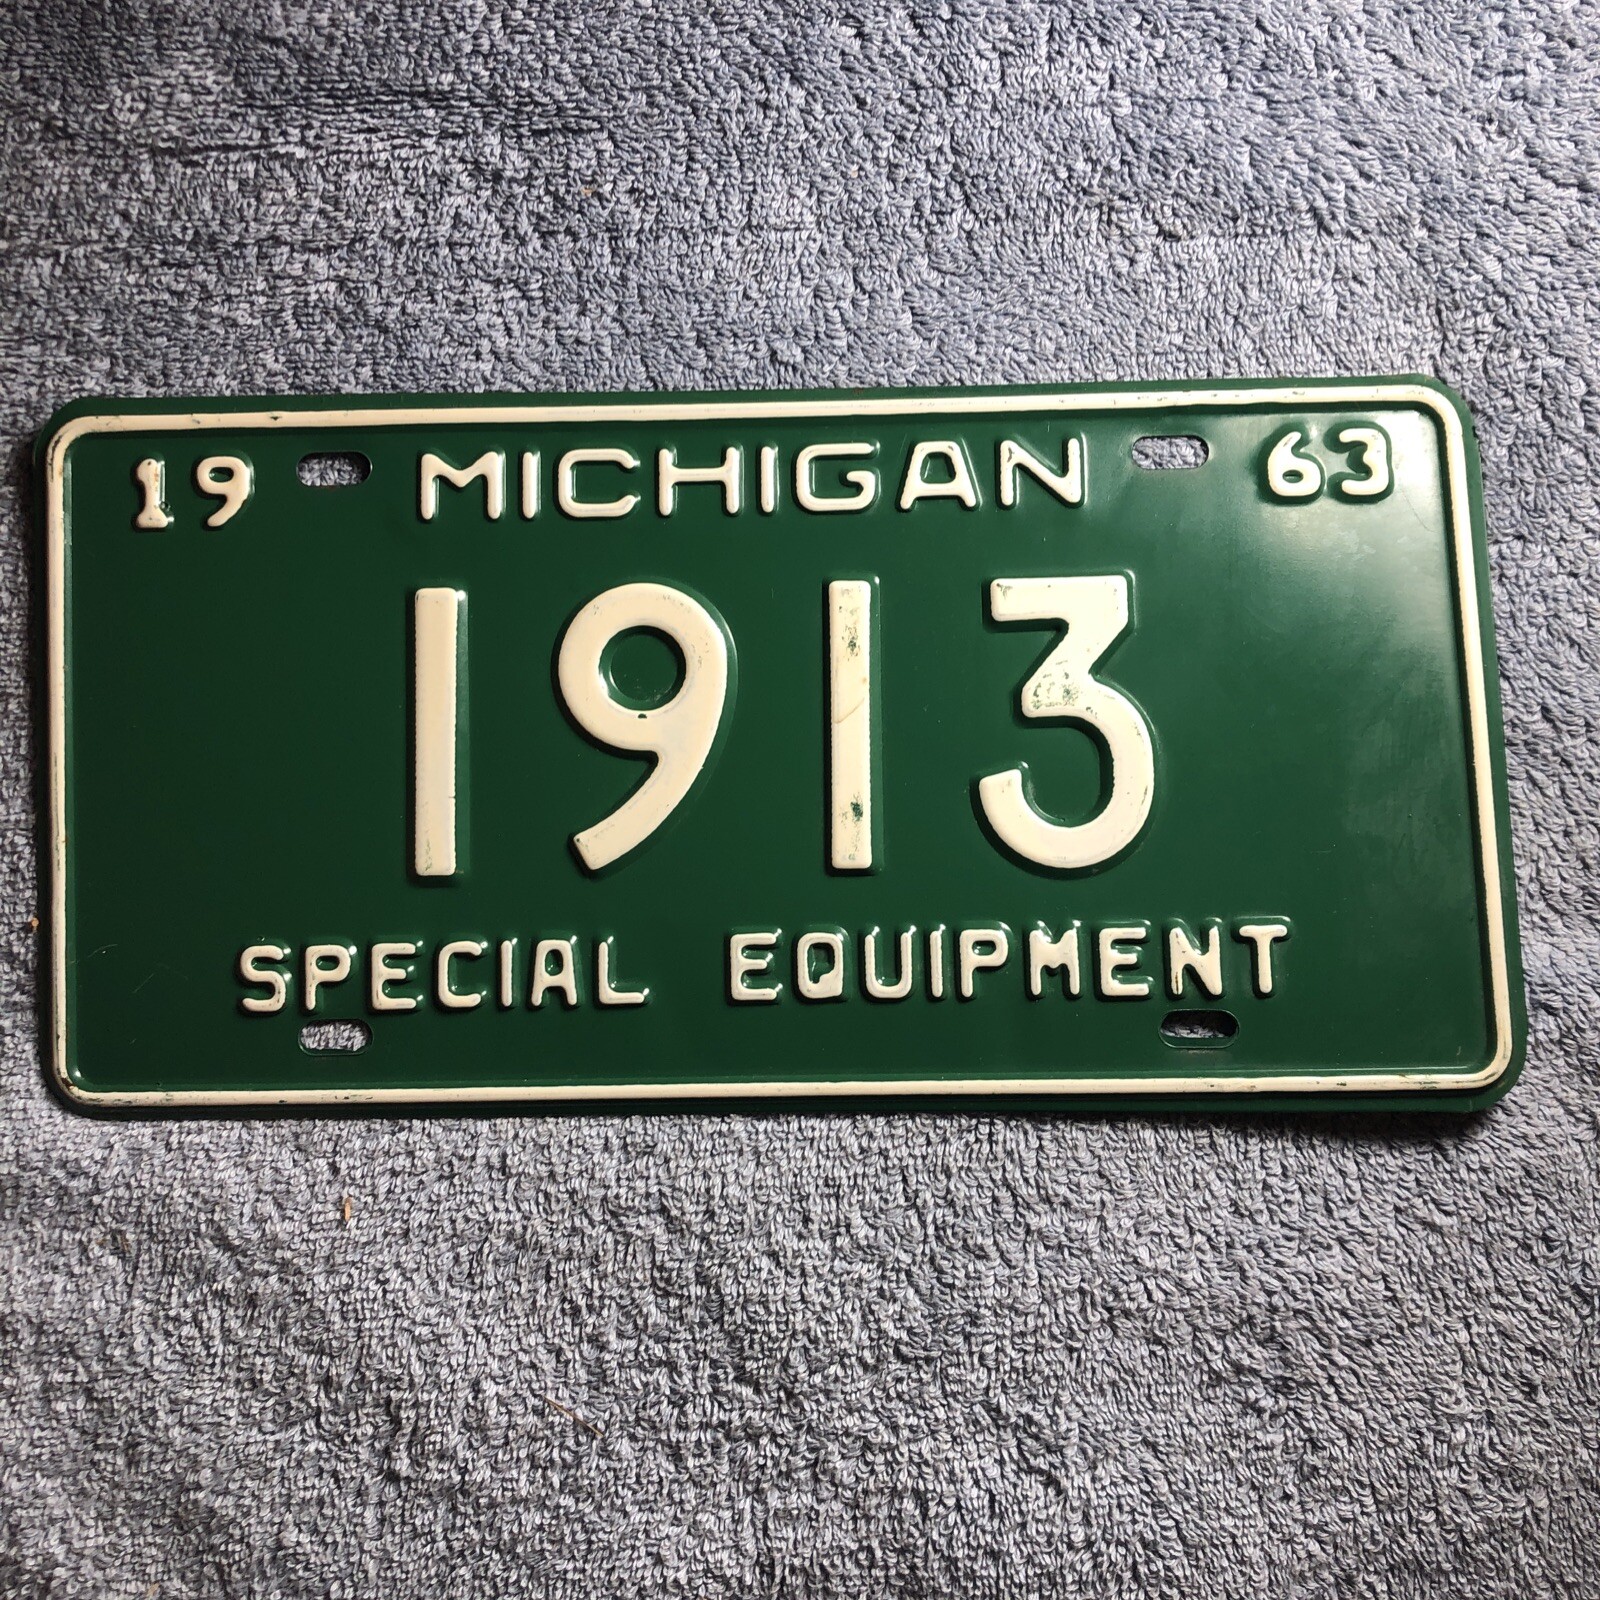 19 MICHIGAN 63
1913
SPECIAL EQUIPMENT